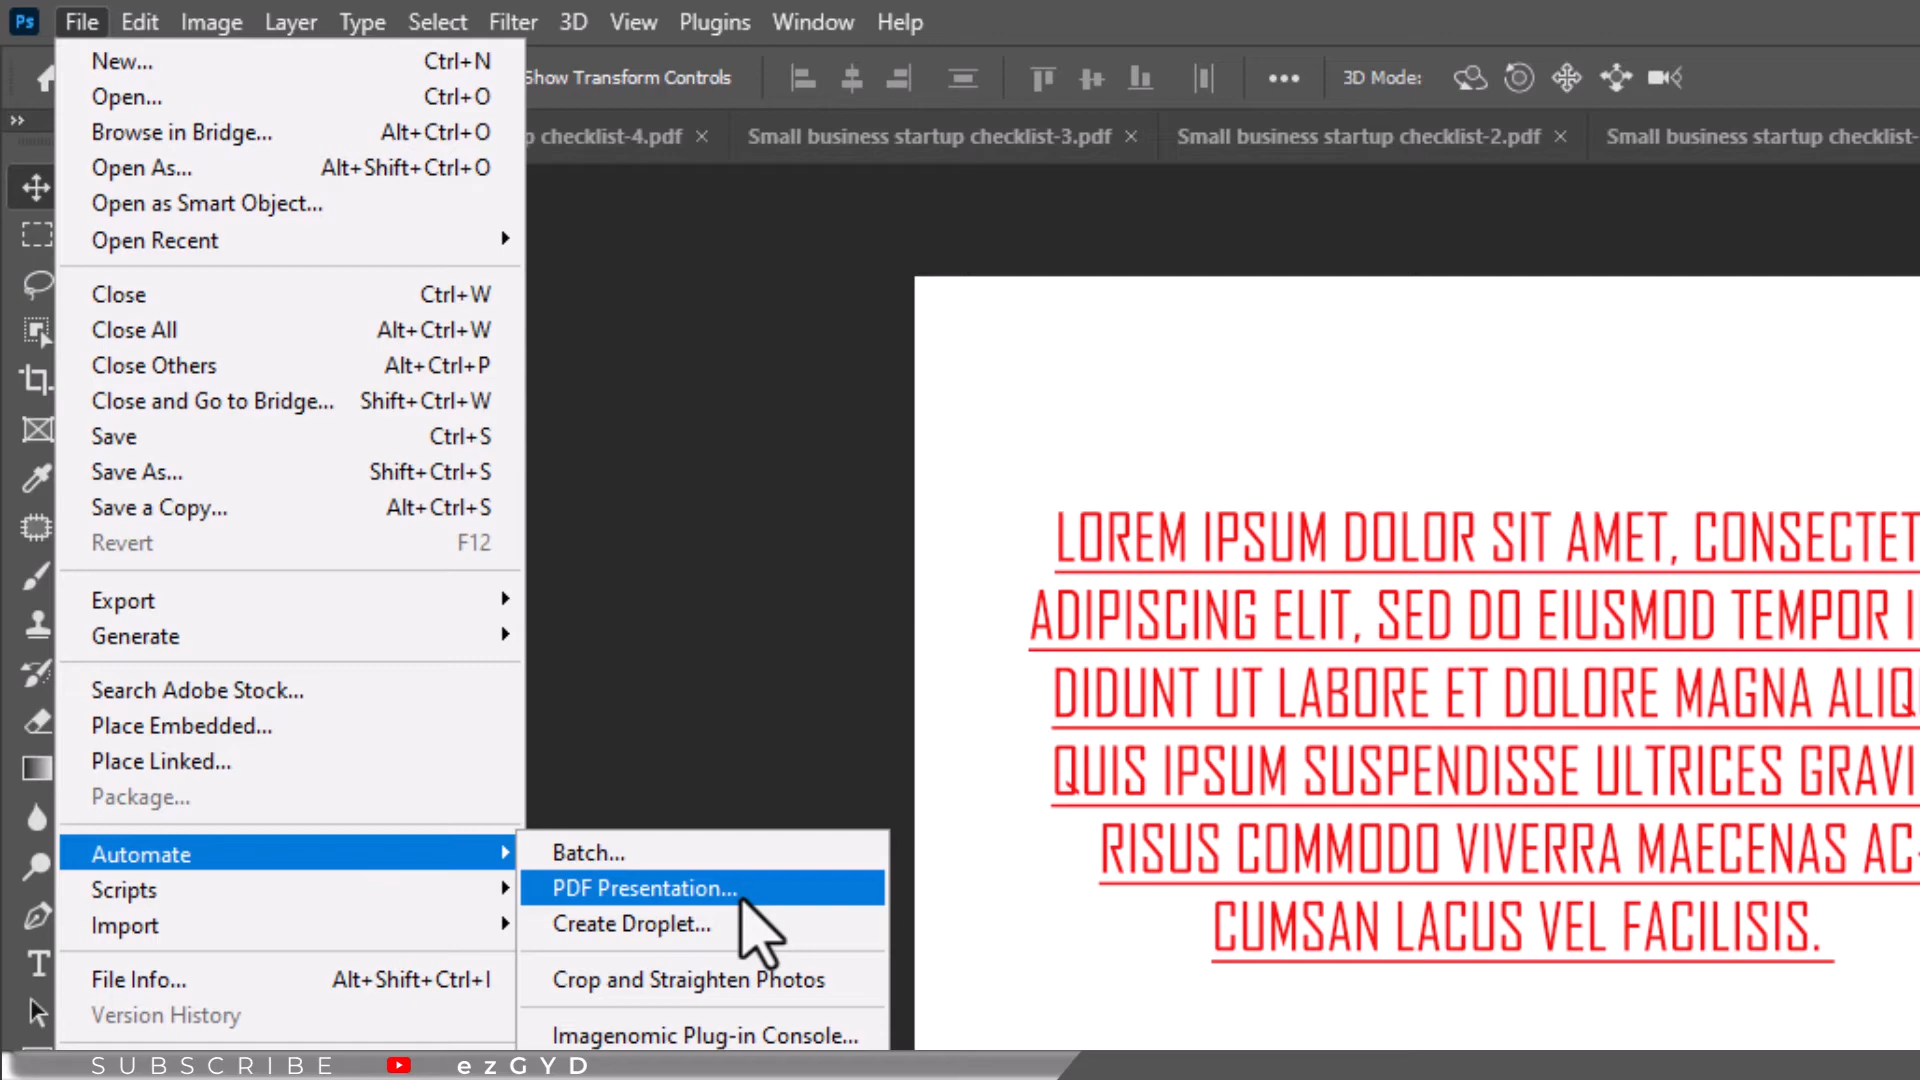 Ps File Edit Image Layer Type Select Filter 3D View Plugins Window Help
Show Transform Controls 3D Mode:
p checklist-4.pdf × Small business startup checklist-3.pdf × Small business startup checklist-2.pdf × Small business startup checklist-
New... Ctrl+N
Open... Ctrl+O
Browse in Bridge... Alt+Ctrl+O
Open As... Alt+Shift+Ctrl+O
Open as Smart Object...
Open Recent
Close Ctrl+W
Close All Alt+Ctrl+W
Close Others Alt+Ctrl+P
Close and Go to Bridge... Shift+Ctrl+W
Save Ctrl+S
Save As... Shift+Ctrl+S
Save a Copy... Alt+Ctrl+S
Revert F12
Export
Generate
Search Adobe Stock...
Place Embedded...
Place Linked...
Package...
Automate
Scripts
Import
File Info... Alt+Shift+Ctrl+I
Version History
Batch...
PDF Presentation...
Create Droplet...
Crop and Straighten Photos
Imagenomic Plug-in Console...
LOREM IPSUM DOLOR SIT AMET, CONSECTET
ADIPISCING ELIT, SED DO EIUSMOD TEMPOR I
DIDUNT UT LABORE ET DOLORE MAGNA ALIQ
QUIS IPSUM SUSPENDISSE ULTRICES GRAVI
RISUS COMMODO VIVERRA MAECENAS AC
CUMSAN LACUS VEL FACILISIS.
SUBSCRIBE ezGYD